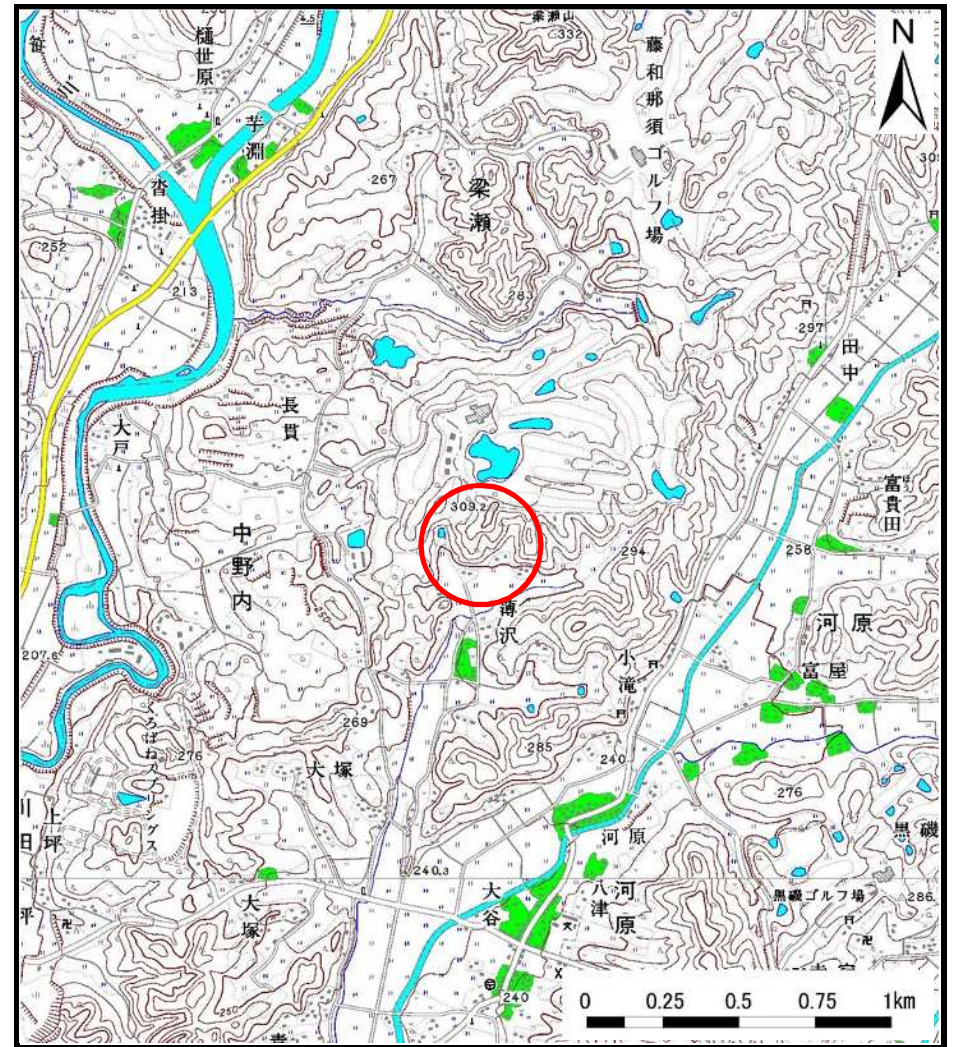 笹川
樋世原
4.5
梁瀬山
332
藤和那須ゴルフ場
N
芋淵
沓掛
252
213
267
梁瀬
283
297
田中
大戸
長貫
中野内
309.2
294
富貴田
258
河原
富屋
薄沢
小滝
207.6
276
269
大塚
285
240
276
黒磯
上坪
240.3
河原
大塚
大谷
八津
河原
黒磯ゴルフ場
286
250
240
0 0.25 0.5 0.75 1km